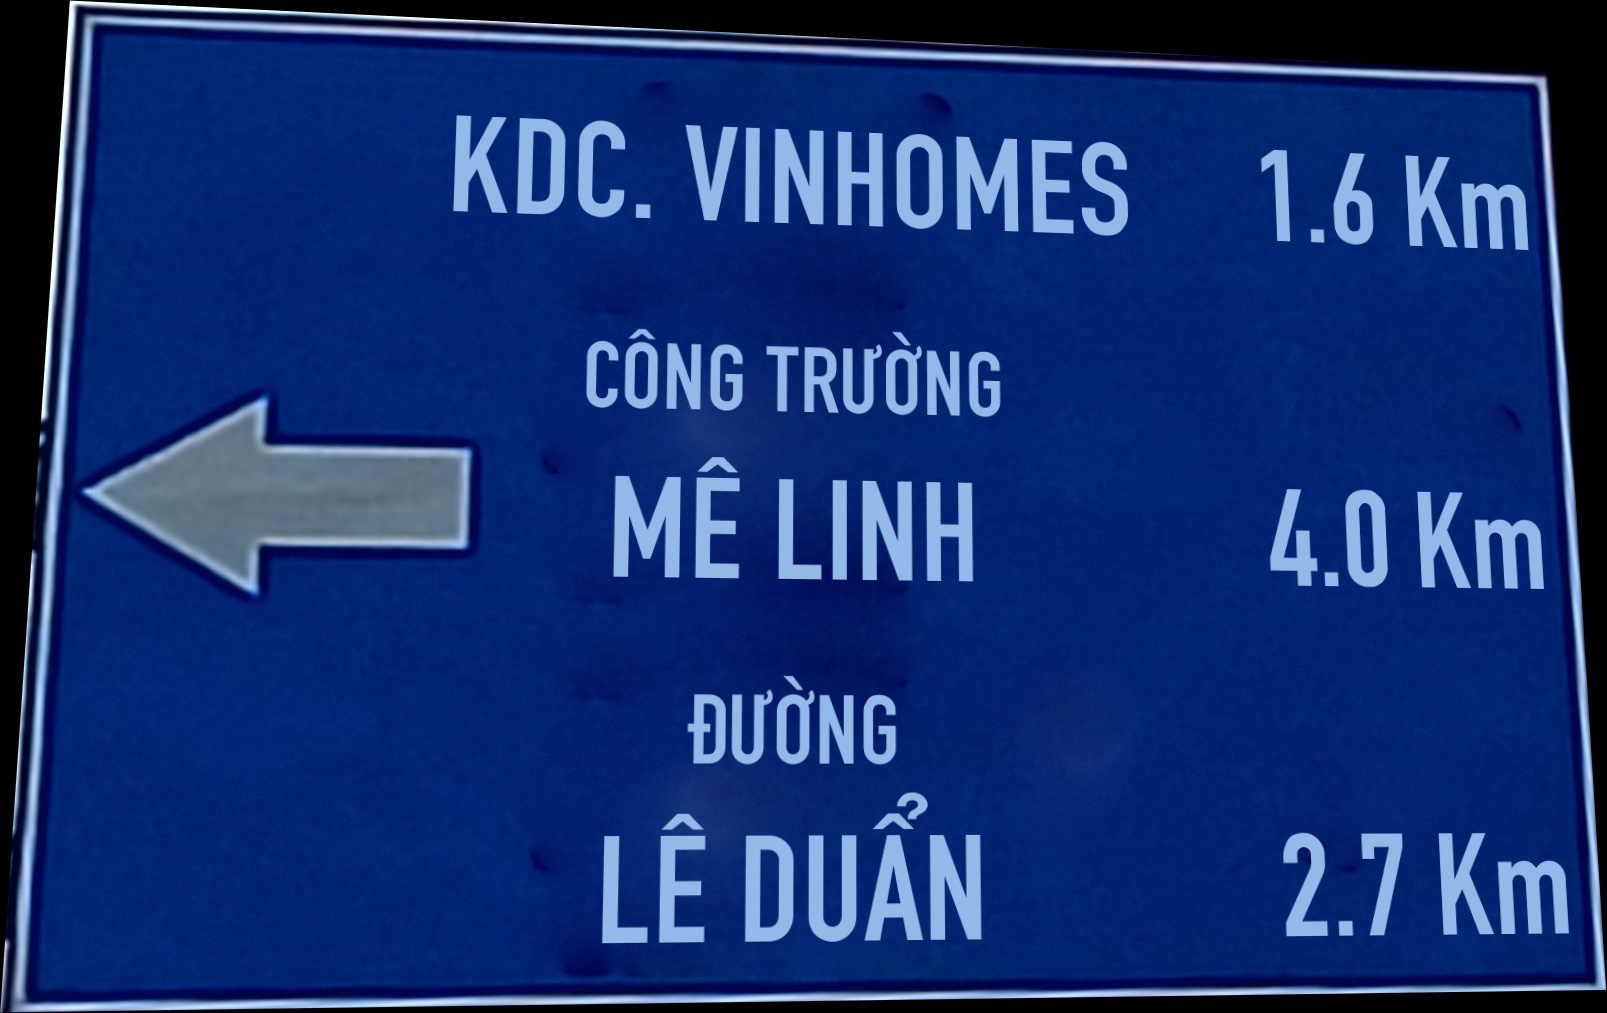 KDC. VINHOMES 1.6 Km
CÔNG TRƯỜNG
MÊ LINH 4.0 Km
ĐƯỜNG
LÊ DUẨN 2.7 Km